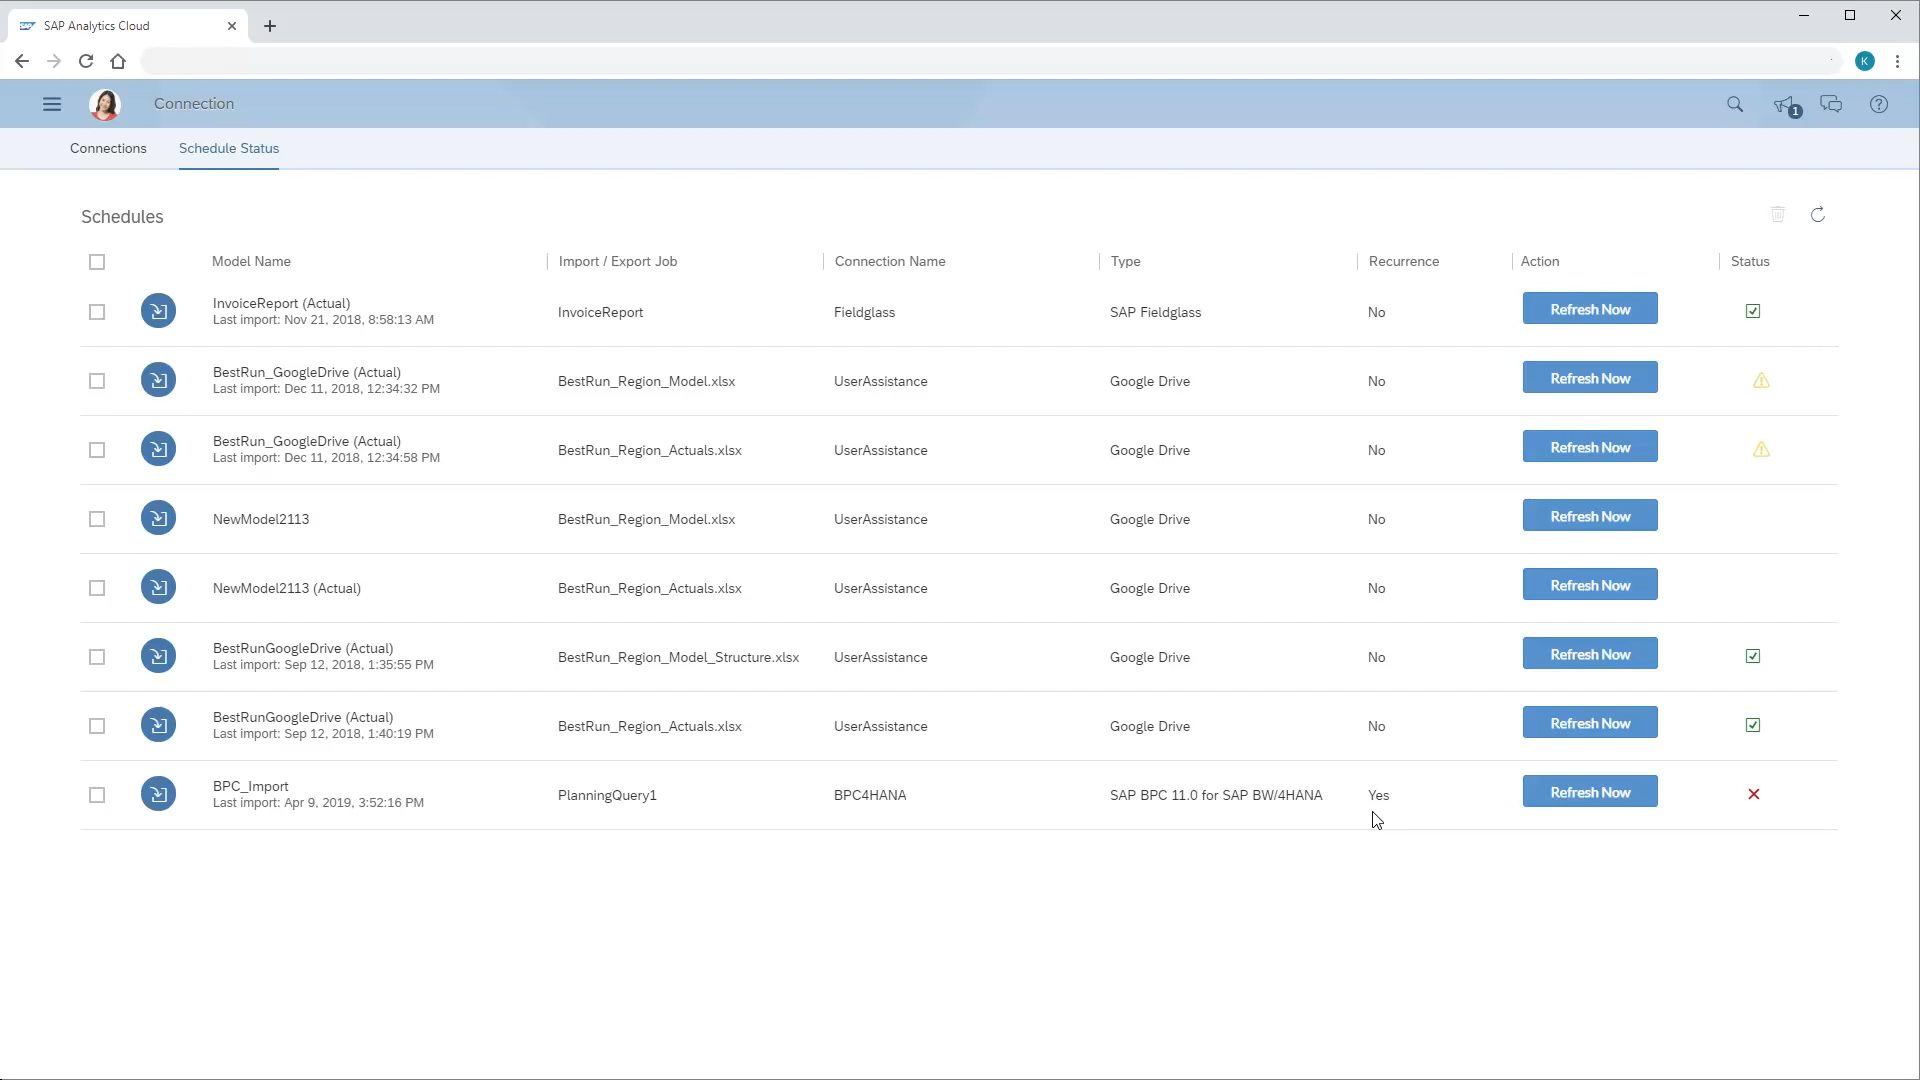 SAP Analytics Cloud
K
Connection
1
Connections Schedule Status
Schedules
Model Name Import / Export Job Connection Name Type Recurrence Action Status
InvoiceReport (Actual)
Last import: Nov 21, 2018, 8:58:13 AM
InvoiceReport Fieldglass SAP Fieldglass No Refresh Now
BestRun_GoogleDrive (Actual)
Last import: Dec 11, 2018, 12:34:32 PM
BestRun_Region_Model.xlsx UserAssistance Google Drive No Refresh Now
BestRun_GoogleDrive (Actual)
Last import: Dec 11, 2018, 12:34:58 PM
BestRun_Region_Actuals.xlsx UserAssistance Google Drive No Refresh Now
NewModel2113 BestRun_Region_Model.xlsx UserAssistance Google Drive No Refresh Now
NewModel2113 (Actual) BestRun_Region_Actuals.xlsx UserAssistance Google Drive No Refresh Now
BestRunGoogleDrive (Actual)
Last import: Sep 12, 2018, 1:35:55 PM
BestRun_Region_Model_Structure.xlsx UserAssistance Google Drive No Refresh Now
BestRunGoogleDrive (Actual)
Last import: Sep 12, 2018, 1:40:19 PM
BestRun_Region_Actuals.xlsx UserAssistance Google Drive No Refresh Now
BPC_Import
Last import: Apr 9, 2019, 3:52:16 PM
PlanningQuery1 BPC4HANA SAP BPC 11.0 for SAP BW/4HANA Yes Refresh Now